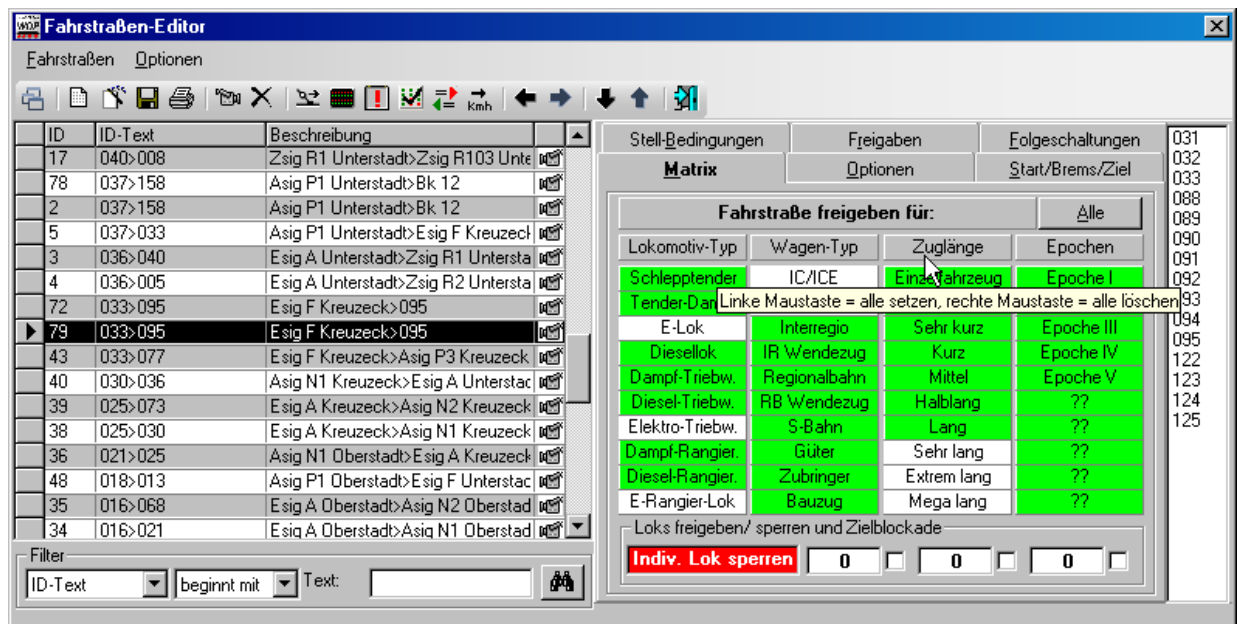 Fahrstraßen-Editor
Fahrstraßen Optionen
Kmh
ID ID-Text Beschreibung
17 040>008 Zsig R1 Unterstadt>Zsig R103 Unte
78 037>158 Asig P1 Unterstadt>Bk 12
2 037>158 Asig P1 Unterstadt>Bk 12
5 037>033 Asig P1 Unterstadt>Esig F Kreuzecl
3 036>040 Esig A Unterstadt>Zsig R1 Untersta
4 036>005 Esig A Unterstadt>Zsig R2 Untersta
72 033>095 Esig F Kreuzeck>095
79 033>095 Esig F Kreuzeck>095
43 033>077 Esig F Kreuzeck>Asig P3 Kreuzeck
40 030>036 Asig N1 Kreuzeck>Esig A Unterstac
39 025>073 Esig A Kreuzeck>Asig N2 Kreuzeck
38 025>030 Esig A Kreuzeck>Asig N1 Kreuzeck
36 021>025 Asig N1 Oberstadt>Esig A Kreuzeck
48 018>013 Asig P1 Oberstadt>Esig F Unterstac
35 016>068 Esig A Oberstadt>Asig N2 Oberstad
34 016>021 Esig A Oberstadt>Asig N1 Oberstad
Filter
ID-Text beginnt mit Text:
Stell-Bedingungen Freigaben Folgeschaltungen
Matrix Optionen Start/Brems/Ziel
Fahrstraße freigeben für: Alle
Lokomotiv-Typ Wagen-Typ Zuglänge Epochen
Schlepptender IC/ICE Einzelfahrzeug Epoche I
Tender-Dam Linke Maustaste = alle setzen, rechte Maustaste = alle löschen
E-Lok Interregio Sehr kurz Epoche III
Diesellok IR Wendezug Kurz Epoche IV
Dampf-Triebw. Regionalbahn Mittel Epoche V
Diesel-Triebw. RB Wendezug Halblang ??
Elektro-Triebw. S-Bahn Lang ??
Dampf-Rangier. Güter Sehr lang ??
Diesel-Rangier. Zubringer Extrem lang ??
E-Rangier-Lok Bauzug Mega lang ??
Loks freigeben/ sperren und Zielblockade
Indiv. Lok sperren 0 0 0
031
032
033
088
089
090
091
092
93
094
095
122
123
124
125